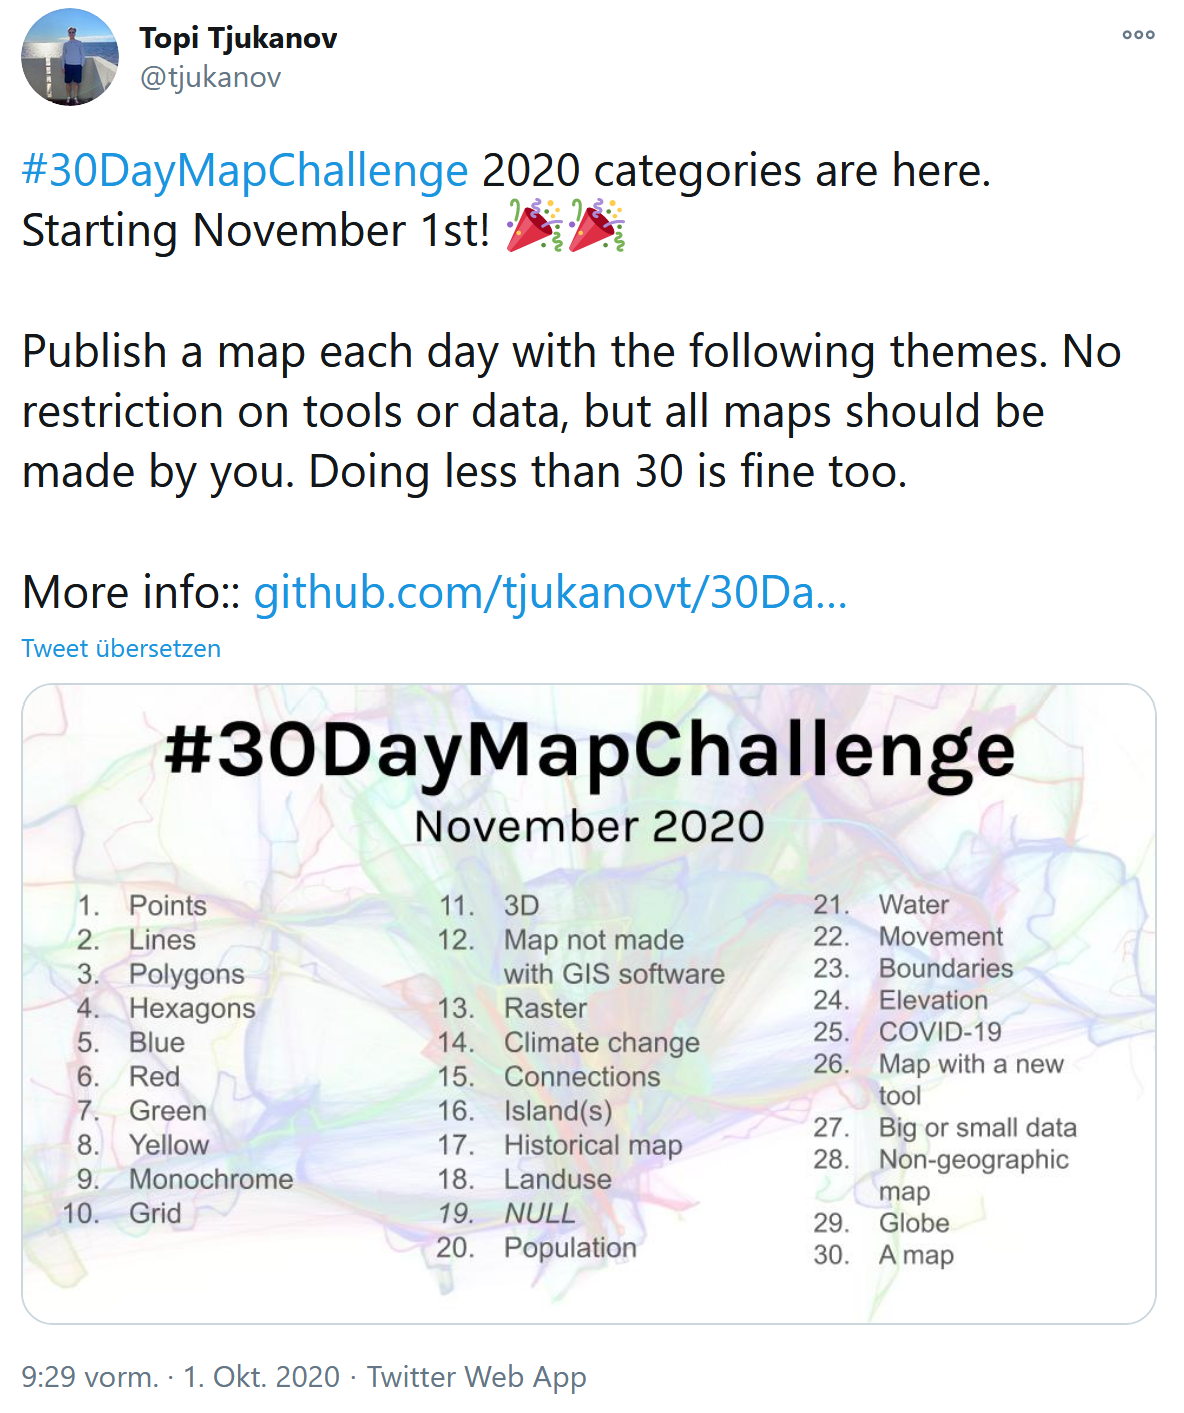 Topi Tjukanov
@tjukanov
#30DayMapChallenge 2020 categories are here.
Starting November 1st! 🎉🎉
Publish a map each day with the following themes. No
restriction on tools or data, but all maps should be
made by you. Doing less than 30 is fine too.
More info:: github.com/tjukanovt/30Da...
Tweet übersetzen
#30DayMapChallenge
November 2020
1. Points
2. Lines
3. Polygons
4. Hexagons
5. Blue
6. Red
7. Green
8. Yellow
9. Monochrome
10. Grid
11. 3D
12. Map not made
with GIS software
13. Raster
14. Climate change
15. Connections
16. Island(s)
17. Historical map
18. Landuse
19. NULL
20. Population
21. Water
22. Movement
23. Boundaries
24. Elevation
25. COVID-19
26. Map with a new
tool
27. Big or small data
28. Non-geographic
map
29. Globe
30. A map
9:29 vorm. · 1. Okt. 2020 · Twitter Web App